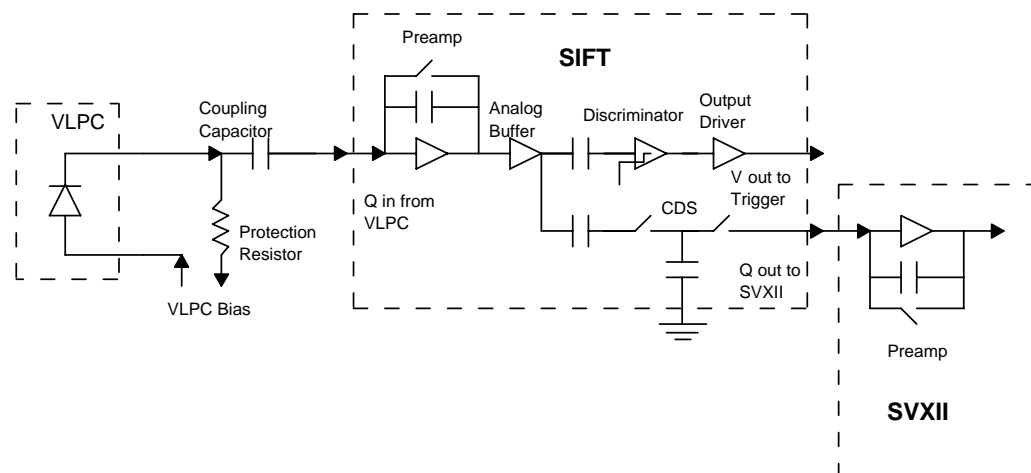 Preamp
SIFT
VLPC
Coupling
Capacitor
Analog
Buffer
Discriminator
Output
Driver
Q in from
VLPC
V out to
Trigger
CDS
Protection
Resistor
VLPC Bias
Q out to
SVXII
Preamp
SVXII